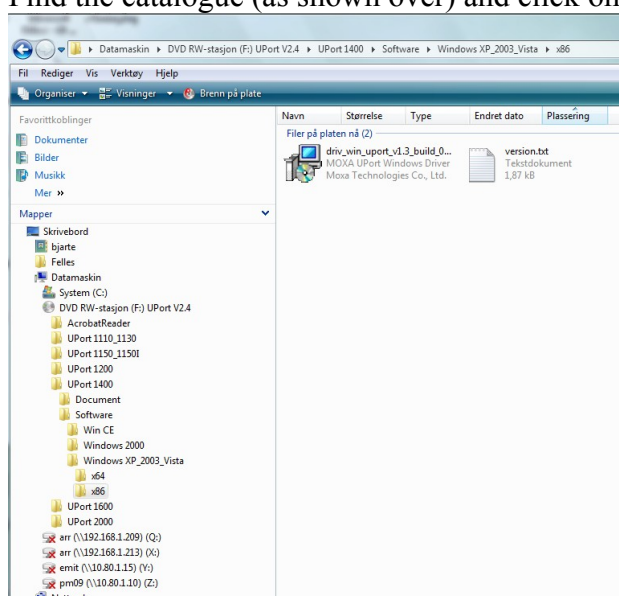 Find the catalogue (as shown over) and click on
Datamaskin ▸ DVD RW-stasjon (F:) UPort V2.4 ▸ UPort 1400 ▸ Software ▸ Windows XP_2003_Vista ▸ x86
Fil Rediger Vis Verktøy Hjelp
Organiser Visninger Brenn på plate
Favorittkoblinger
Dokumenter
Bilder
Musikk
Mer »
Mapper
Skrivebord
bjarte
Felles
Datamaskin
System (C:)
DVD RW-stasjon (F:) UPort V2.4
AcrobatReader
UPort 1110_1130
UPort 1150_1150I
UPort 1200
UPort 1400
Document
Software
Win CE
Windows 2000
Windows XP_2003_Vista
x64
x86
UPort 1600
UPort 2000
arr (\\192.168.1.209) (Q:)
arr (\\192.168.1.213) (X:)
emit (\\10.80.1.15) (Y:)
pm09 (\\10.80.1.10) (Z:)
Navn Størrelse Type Endret dato Plassering
Filer på platen nå (2)
driv_win_uport_v1.3_build_0...
MOXA UPort Windows Driver
Moxa Technologies Co., Ltd.
version.txt
Tekstdokument
1,87 kB